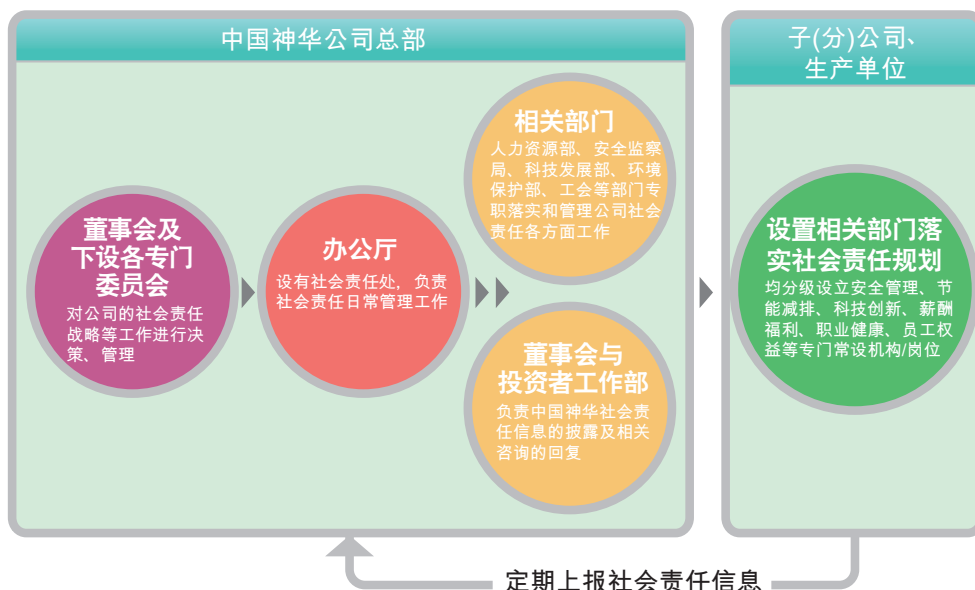 中国神华公司总部
董事会及
下设各专门
委员会
对公司的社会责任
战略等工作进行决
策、管理
办公厅
设有社会责任处，负责
社会责任日常管理工作
相关部门
人力资源部、安全监察
局、科技发展部、环境
保护部、工会等部门专
职落实和管理公司社会
责任各方面工作
董事会与
投资者工作部
负责中国神华社会责
任信息的披露及相关
咨询的回复
子(分)公司、
生产单位
设置相关部门落
实社会责任规划
均分级设立安全管理、节
能减排、科技创新、薪酬
福利、职业健康、员工权
益等专门常设机构/岗位
定期上报社会责任信息